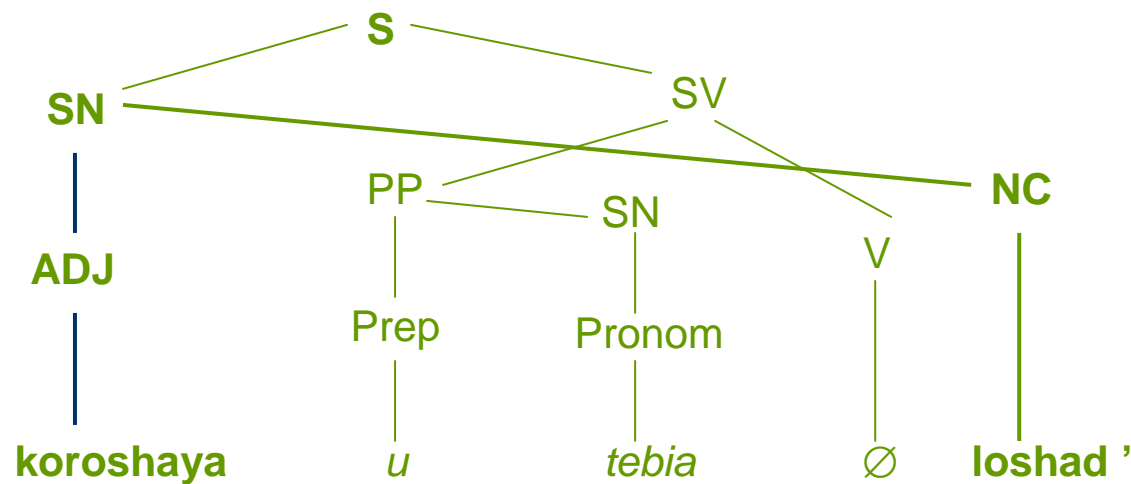 S
SN SV
PP SN NC
ADJ V
Prep Pronom
koroshaya u tebia ∅ loshad ’